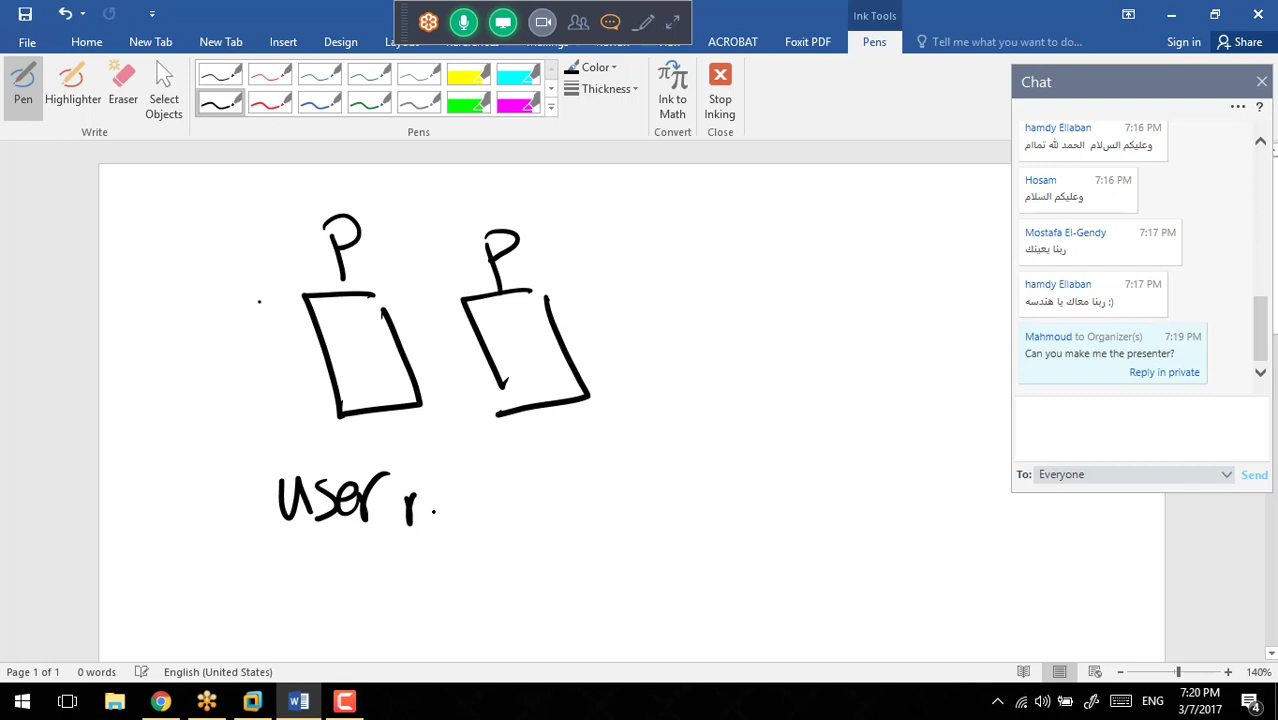 Ink Tools
File
Home
New Tab
New Tab
Insert
Design
ACROBAT
Foxit PDF
Pens
Tell me what you want to do...
Sign in
Share
Pen
Highlighter
Eraser
Select
Objects
Color
Thickness
Ink to
Math
Stop
Inking
Write
Pens
Convert
Close
Chat
?
hamdy Ellaban 7:16 PM
وعليكم السلام الحمد لله تماام
Hosam 7:16 PM
وعليكم السلام
Mostafa El-Gendy 7:17 PM
ربنا يعينك
hamdy Ellaban 7:17 PM
ربنا معاك يا هندسه :)
Mahmoud to Organizer(s) 7:19 PM
Can you make me the presenter?
Reply in private
To: Everyone
Send
P P
user r
Page 1 of 1 0 words English (United States) 140%
ENG
7:20 PM
3/7/2017
4